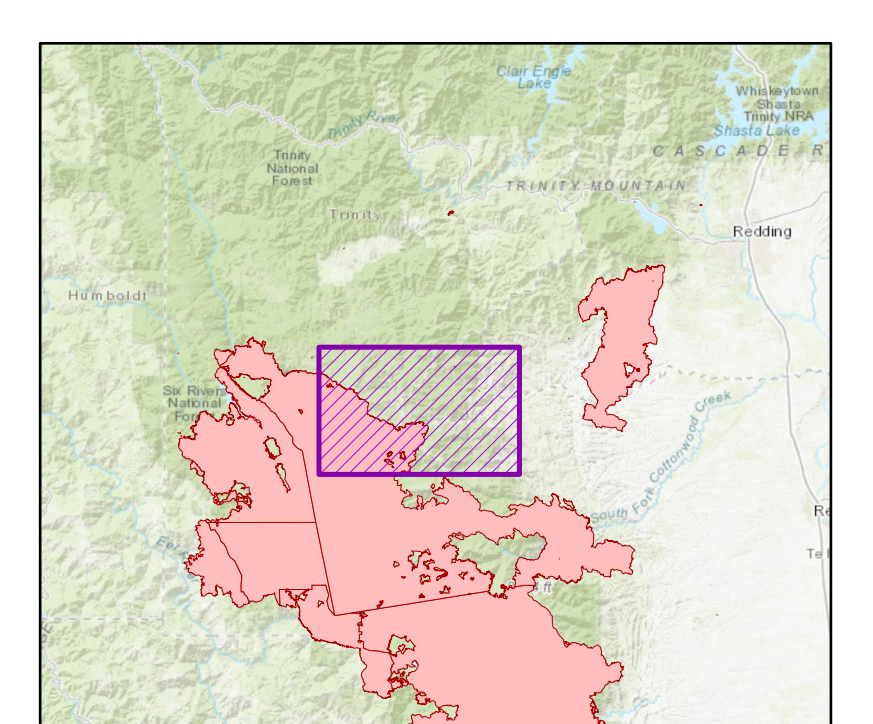 Clair Engle
Lake
Whiskeytown
Shasta
Trinity NRA
Shasta Lake
Trinity River
CASCADE R
Trinity
National
Forest
TRINITY MOUNTAIN
Trinity
Redding
Humboldt
Six Rivers
National
South Fork Cottonwood Creek